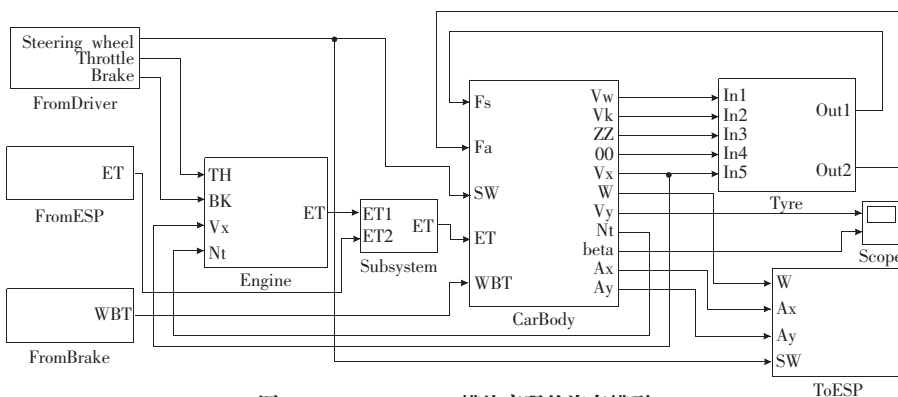 Steering wheel
Throttle
Brake
FromDriver
ET
FromESP
WBT
FromBrake
TH
BK
Vx
Nt
ET
Engine
ET1
ET2
ET
Subsystem
Fs
Fa
SW
ET
WBT
Vw
Vk
ZZ
00
Vx
W
Vy
Nt
beta
Ax
Ay
CarBody
In1
In2
In3
In4
In5
Out1
Out2
Tyre
Scope
W
Ax
Ay
SW
ToESP